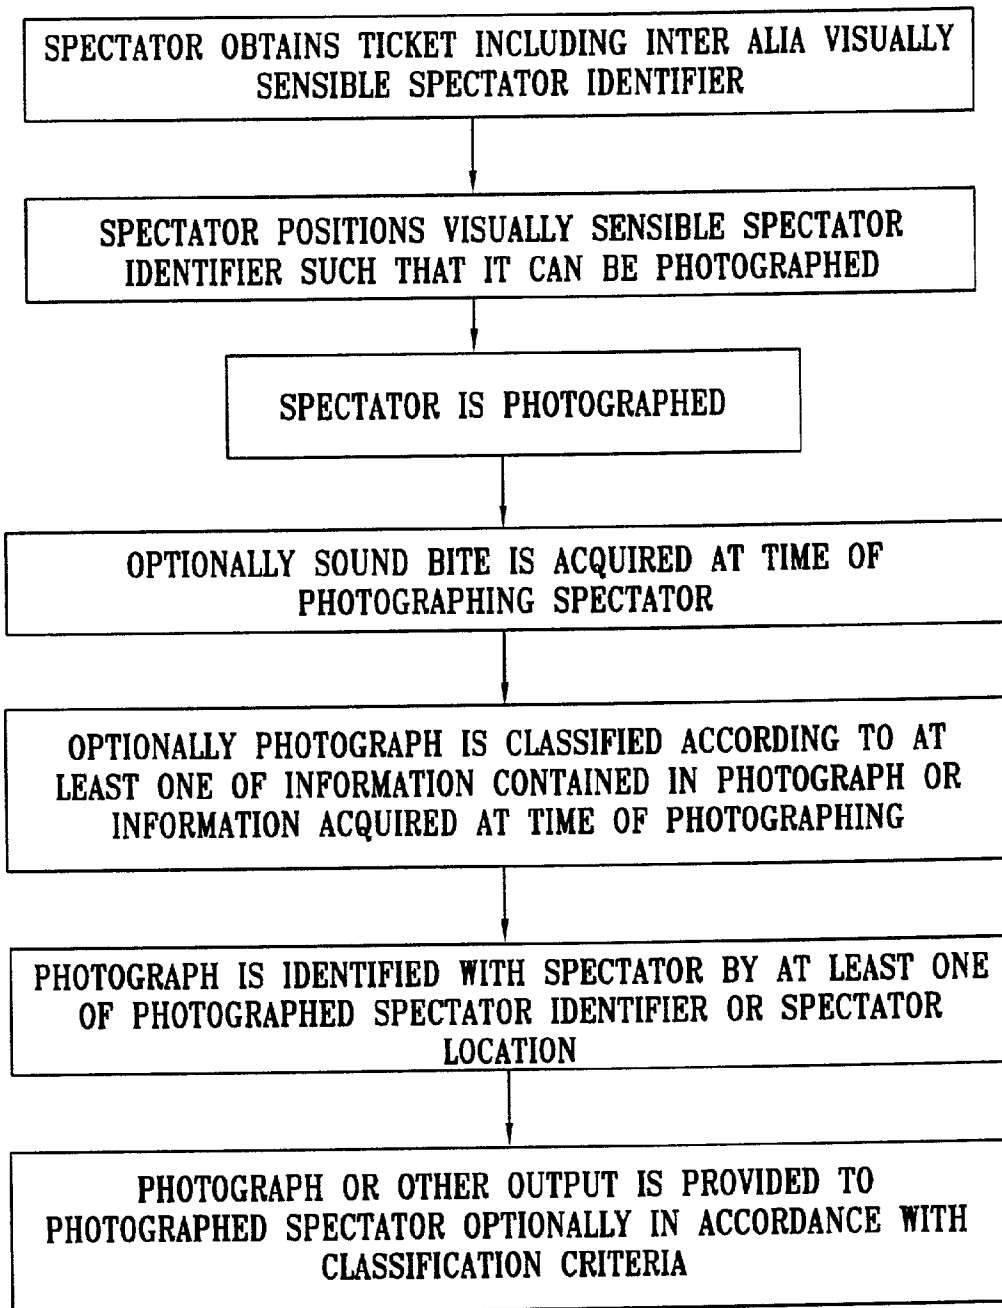 SPECTATOR OBTAINS TICKET INCLUDING INTER ALIA VISUALLY
SENSIBLE SPECTATOR IDENTIFIER
SPECTATOR POSITIONS VISUALLY SENSIBLE SPECTATOR
IDENTIFIER SUCH THAT IT CAN BE PHOTOGRAPHED
SPECTATOR IS PHOTOGRAPHED
OPTIONALLY SOUND BITE IS ACQUIRED AT TIME OF
PHOTOGRAPHING SPECTATOR
OPTIONALLY PHOTOGRAPH IS CLASSIFIED ACCORDING TO AT
LEAST ONE OF INFORMATION CONTAINED IN PHOTOGRAPH OR
INFORMATION ACQUIRED AT TIME OF PHOTOGRAPHING
PHOTOGRAPH IS IDENTIFIED WITH SPECTATOR BY AT LEAST ONE
OF PHOTOGRAPHED SPECTATOR IDENTIFIER OR SPECTATOR
LOCATION
PHOTOGRAPH OR OTHER OUTPUT IS PROVIDED TO
PHOTOGRAPHED SPECTATOR OPTIONALLY IN ACCORDANCE WITH
CLASSIFICATION CRITERIA